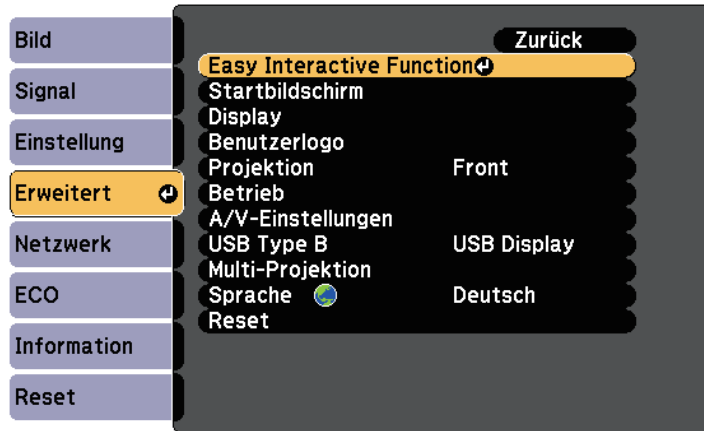 Bild
Signal
Einstellung
Erweitert
Netzwerk
ECO
Information
Reset
Zurück
Easy Interactive Function
Startbildschirm
Display
Benutzerlogo
Projektion Front
Betrieb
A/V-Einstellungen
USB Type B USB Display
Multi-Projektion
Sprache Deutsch
Reset